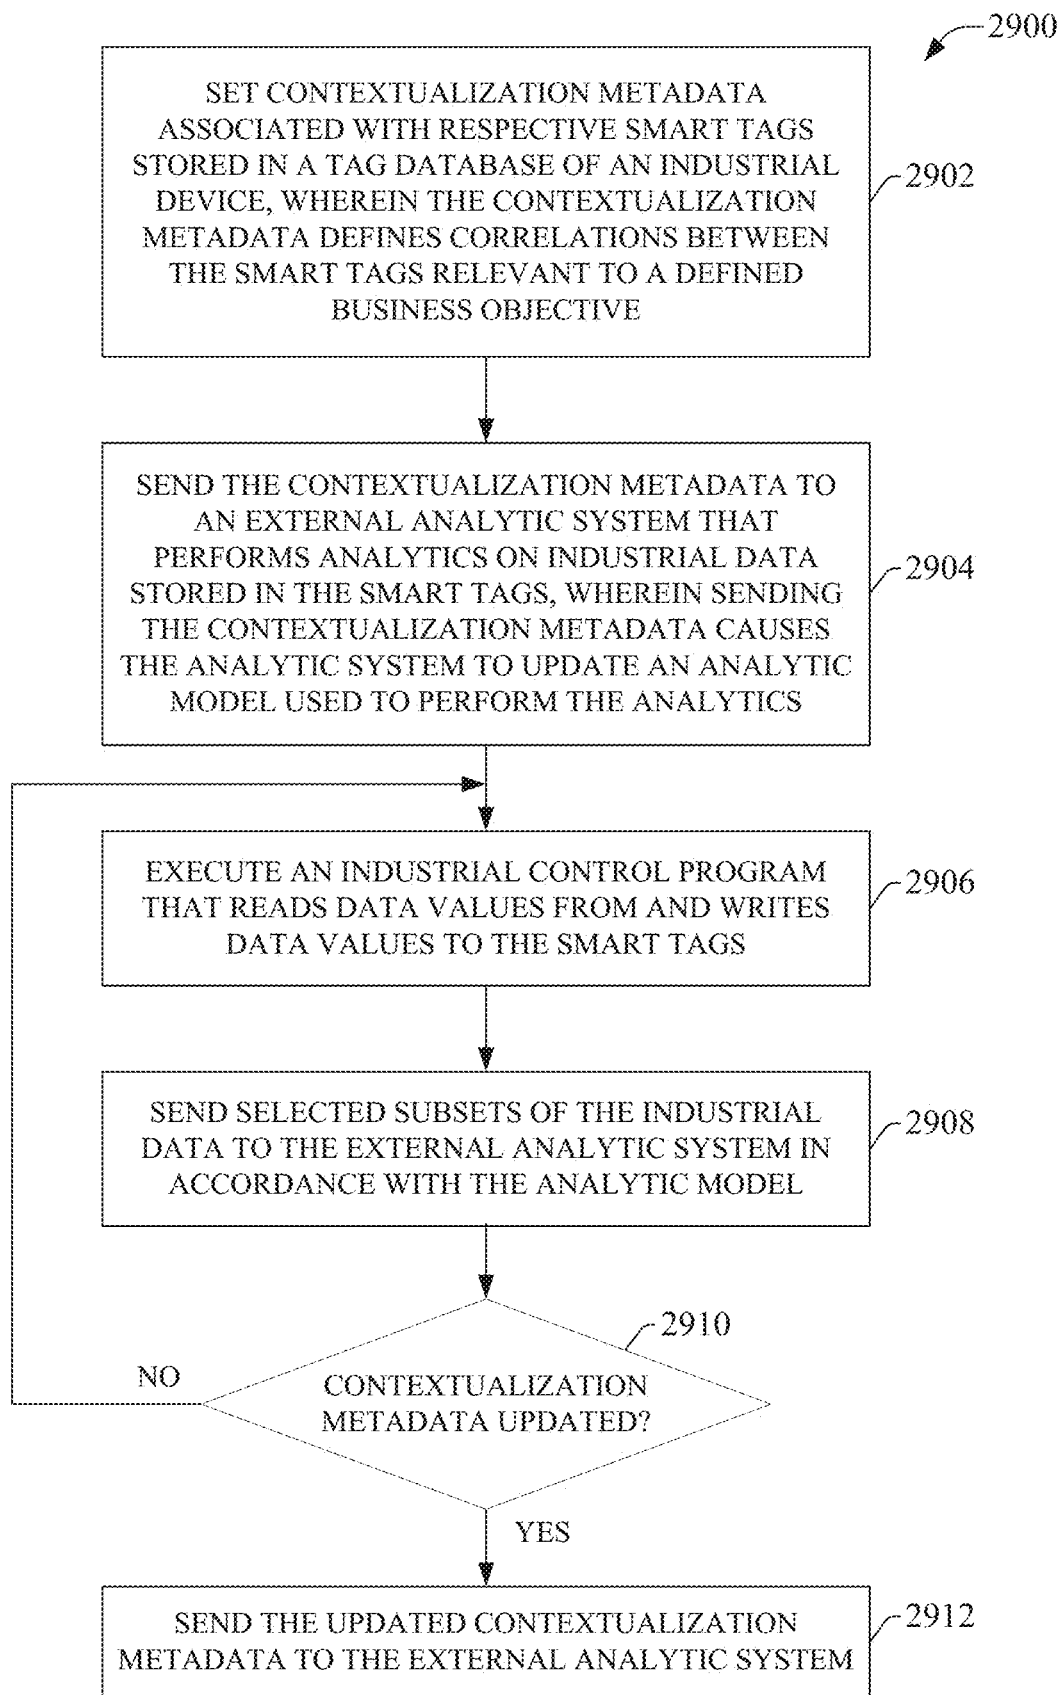 2900
SET CONTEXTUALIZATION METADATA
ASSOCIATED WITH RESPECTIVE SMART TAGS
STORED IN A TAG DATABASE OF AN INDUSTRIAL
DEVICE, WHEREIN THE CONTEXTUALIZATION
METADATA DEFINES CORRELATIONS BETWEEN
THE SMART TAGS RELEVANT TO A DEFINED
BUSINESS OBJECTIVE
2902
SEND THE CONTEXTUALIZATION METADATA TO
AN EXTERNAL ANALYTIC SYSTEM THAT
PERFORMS ANALYTICS ON INDUSTRIAL DATA
STORED IN THE SMART TAGS, WHEREIN SENDING
THE CONTEXTUALIZATION METADATA CAUSES
THE ANALYTIC SYSTEM TO UPDATE AN ANALYTIC
MODEL USED TO PERFORM THE ANALYTICS
2904
EXECUTE AN INDUSTRIAL CONTROL PROGRAM
THAT READS DATA VALUES FROM AND WRITES
DATA VALUES TO THE SMART TAGS
2906
SEND SELECTED SUBSETS OF THE INDUSTRIAL
DATA TO THE EXTERNAL ANALYTIC SYSTEM IN
ACCORDANCE WITH THE ANALYTIC MODEL
2908
2910
NO
CONTEXTUALIZATION
METADATA UPDATED?
YES
SEND THE UPDATED CONTEXTUALIZATION
METADATA TO THE EXTERNAL ANALYTIC SYSTEM
2912